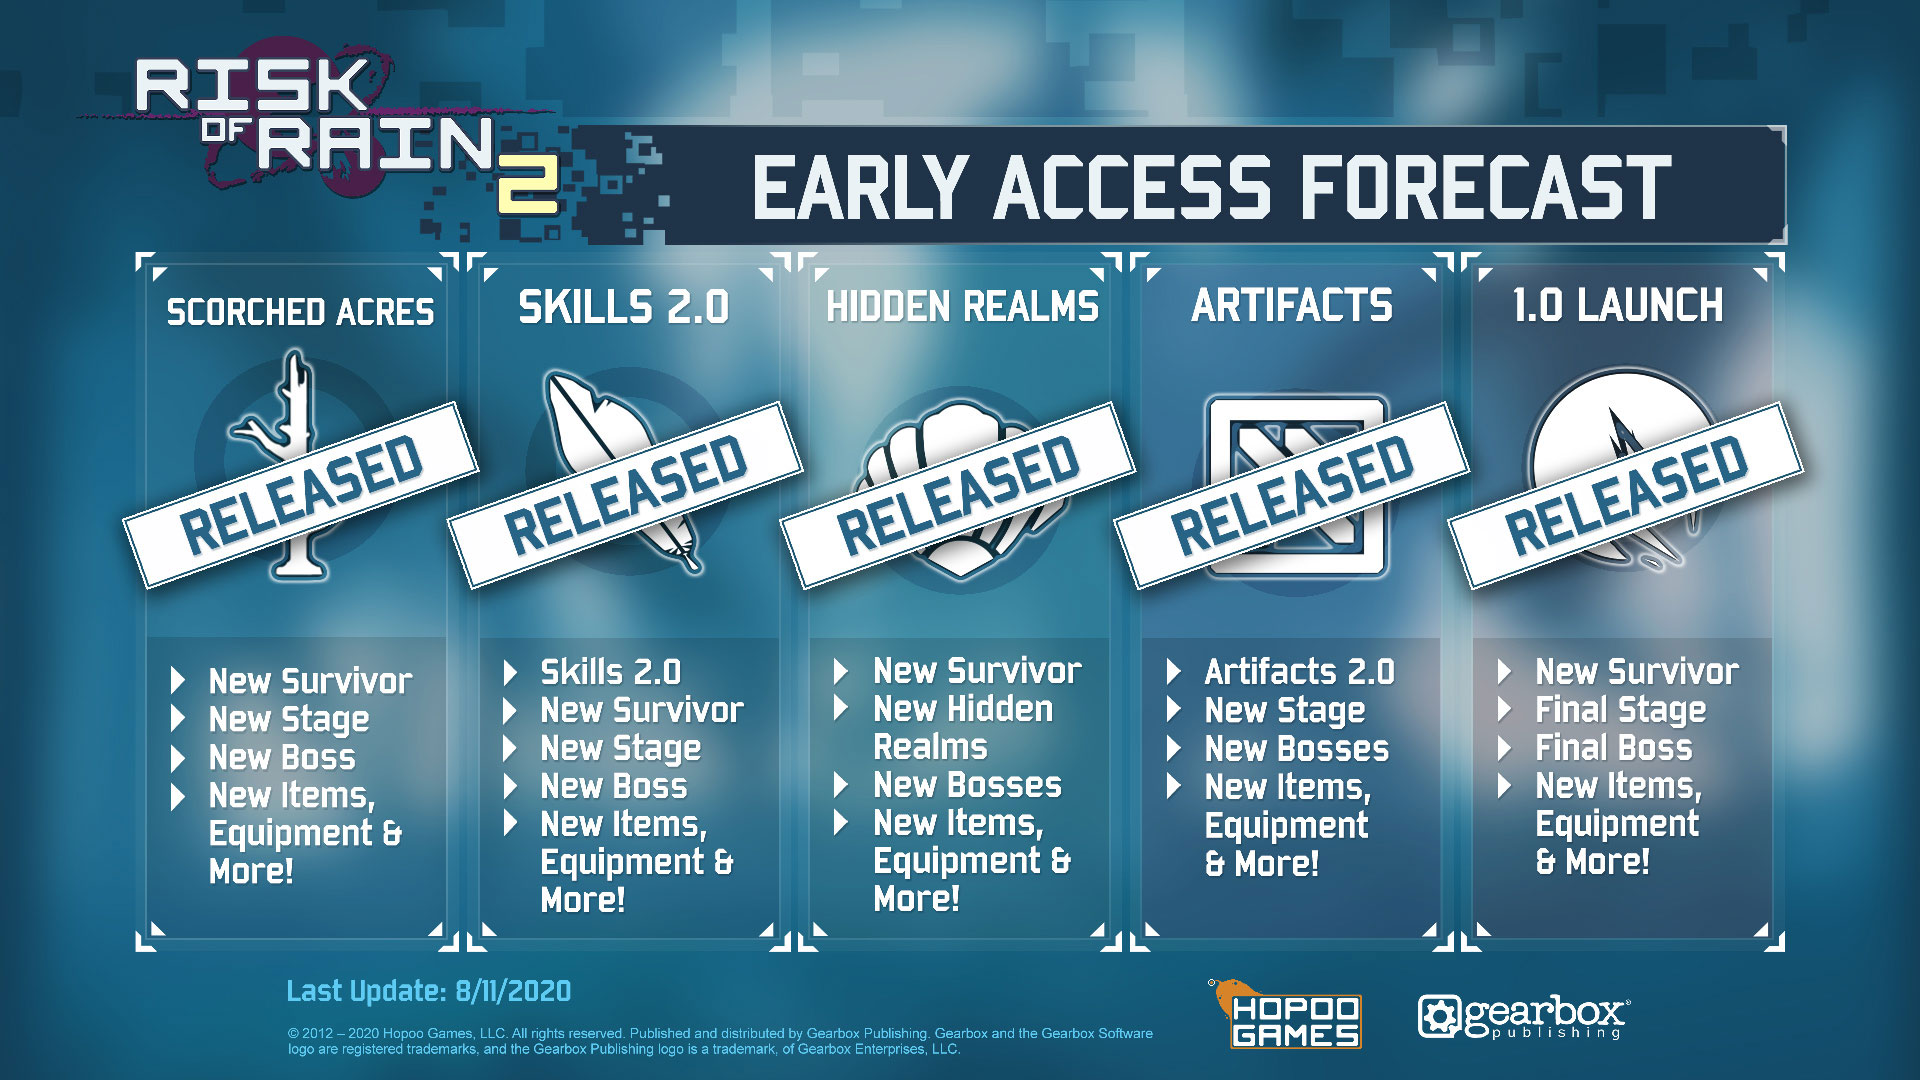 RISK
OF RAIN 2
EARLY ACCESS FORECAST
SCORCHED ACRES
RELEASED
New Survivor
New Stage
New Boss
New Items,
Equipment &
More!
SKILLS 2.0
RELEASED
Skills 2.0
New Survivor
New Stage
New Boss
New Items,
Equipment &
More!
HIDDEN REALMS
RELEASED
New Survivor
New Hidden
Realms
New Bosses
New Items,
Equipment &
More!
ARTIFACTS
RELEASED
Artifacts 2.0
New Stage
New Bosses
New Items,
Equipment
& More!
1.0 LAUNCH
RELEASED
New Survivor
Final Stage
Final Boss
New Items,
Equipment
& More!
Last Update: 8/11/2020
© 2012 – 2020 Hopoo Games, LLC. All rights reserved. Published and distributed by Gearbox Publishing. Gearbox and the Gearbox Software
logo are registered trademarks, and the Gearbox Publishing logo is a trademark, of Gearbox Enterprises, LLC.
HOPOO
GAMES
gearbox®
publishing